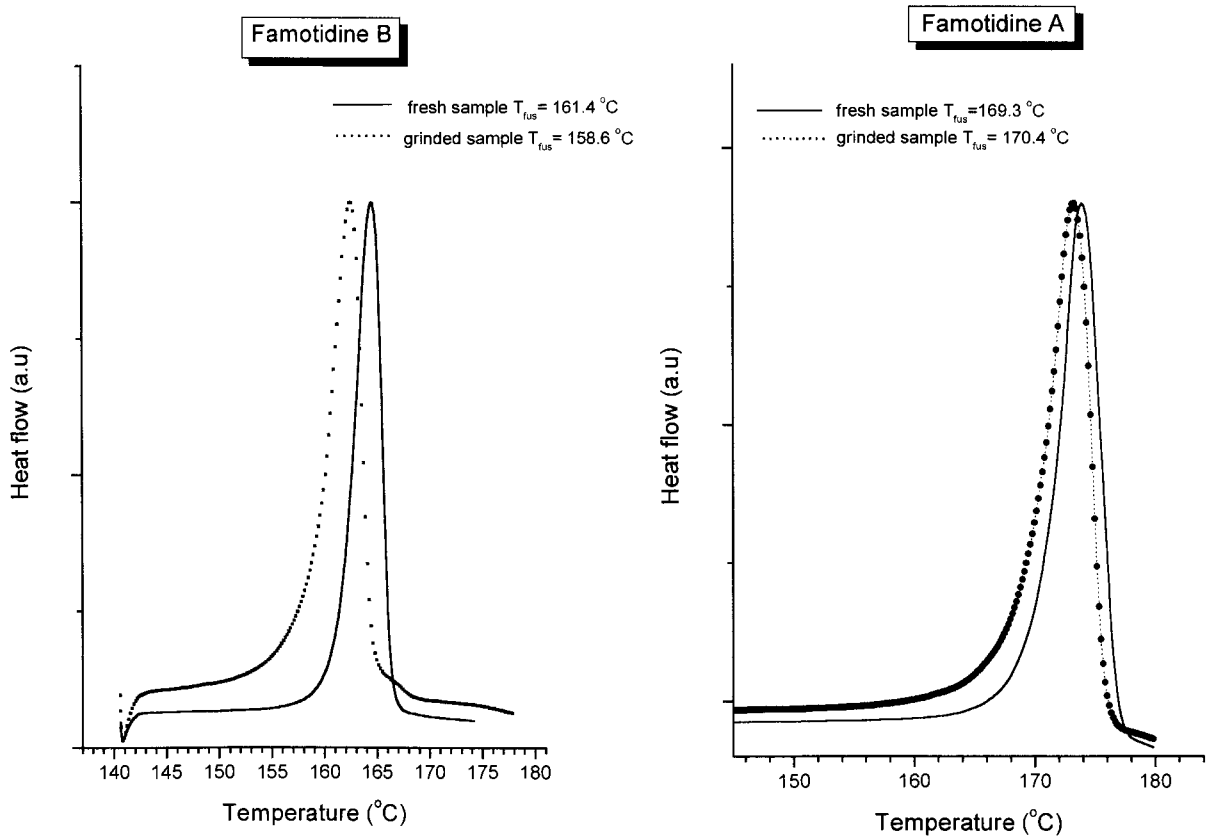 Famotidine B
fresh sample T_fus= 161.4 °C
grinded sample T_fus= 158.6 °C
Heat flow (a.u)
140 145 150 155 160 165 170 175 180
Temperature (°C)
Famotidine A
fresh sample T_fus=169.3 °C
grinded sample T_fus= 170.4 °C
Heat flow (a.u)
150 160 170 180
Temperature (°C)